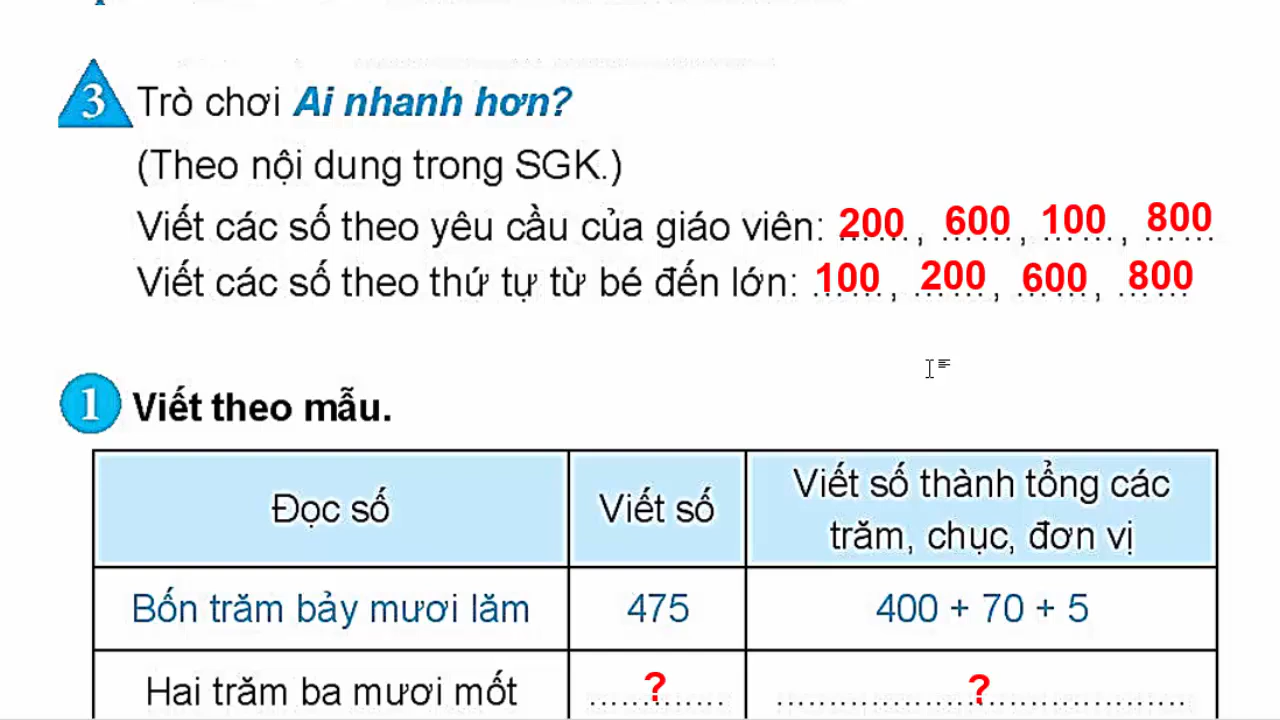 3 Trò chơi Ai nhanh hơn?
(Theo nội dung trong SGK.)
Viết các số theo yêu cầu của giáo viên: 200, 600, 100, 800
Viết các số theo thứ tự từ bé đến lớn: 100, 200, 600, 800
1 Viết theo mẫu.
Đọc số Viết số Viết số thành tổng các trăm, chục, đơn vị
Bốn trăm bảy mươi lăm 475 400 + 70 + 5
Hai trăm ba mươi mốt ? ?